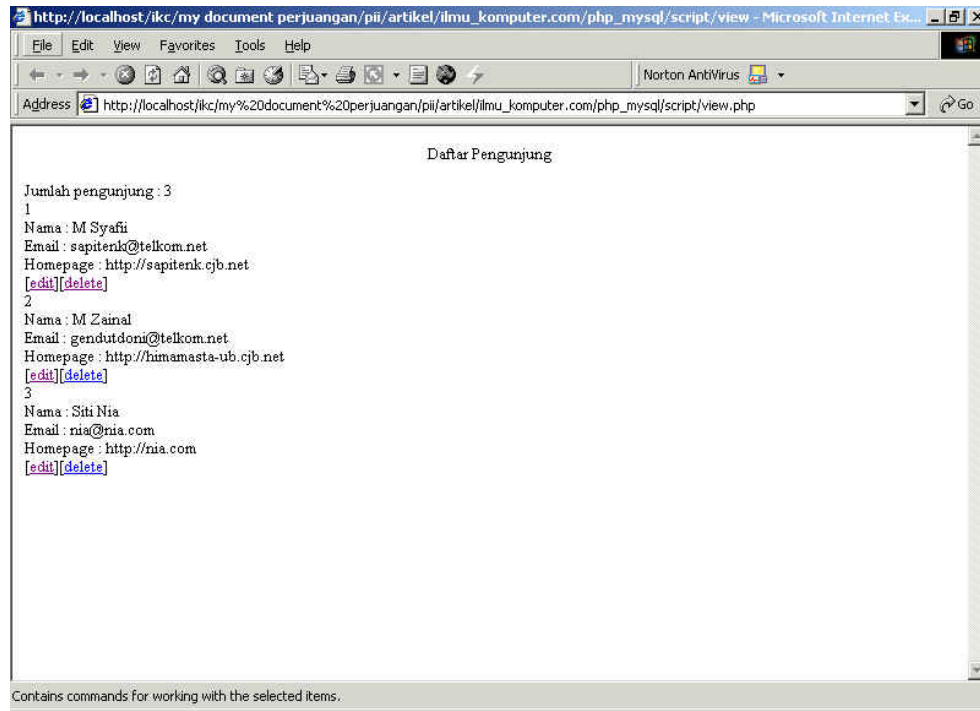 http://localhost/ikc/my document perjuangan/pii/artikel/ilmu_komputer.com/php_mysql/script/view - Microsoft Internet Ex...
File Edit View Favorites Tools Help
Norton AntiVirus
Address http://localhost/ikc/my%20document%20perjuangan/pii/artikel/ilmu_komputer.com/php_mysql/script/view.php Go
Daftar Pengunjung
Jumlah pengunjung : 3
1
Nama : M Syafii
Email : sapitenk@telkom.net
Homepage : http://sapitenk.cjb.net
[edit][delete]
2
Nama : M Zainal
Email : gendutdoni@telkom.net
Homepage : http://himamasta-ub.cjb.net
[edit][delete]
3
Nama : Siti Nia
Email : nia@nia.com
Homepage : http://nia.com
[edit][delete]
Contains commands for working with the selected items.